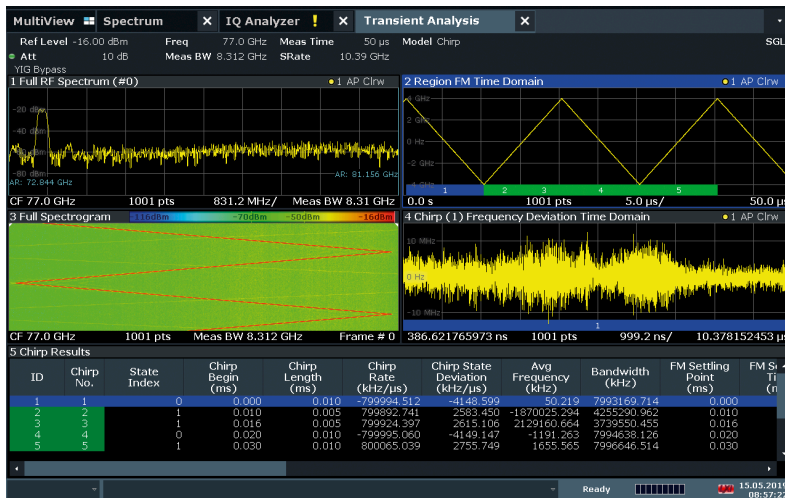 MultiView Spectrum X IQ Analyzer ! X Transient Analysis X
Ref Level -16.00 dBm Freq 77.0 GHz Meas Time 50 µs Model Chirp SGL
Att 10 dB Meas BW 8.312 GHz SRate 10.39 GHz
YIG Bypass
1 Full RF Spectrum (#0) 1 AP Clrw
-20 dBm
-40 dBm
-80 dBm
AR: 72.844 GHz AR: 81.156 GHz
CF 77.0 GHz 1001 pts 831.2 MHz/ Meas BW 8.31 GHz
2 Region FM Time Domain 1 AP Clrw
4 GHz
2 GHz
0 Hz
-2 GHz
-4 GHz
1 2 3 4 5
0.0 s 1001 pts 5.0 µs/ 50.0 µs
3 Full Spectrogram -116dBm -70dBm -50dBm -16dBm
CF 77.0 GHz 1001 pts Meas BW 8.312 GHz Frame # 0
4 Chirp (1) Frequency Deviation Time Domain 1 AP Clrw
10 MHz
0 Hz
-10 MHz
1
386.621765973 ns 1001 pts 999.2 ns/ 10.378152453 µs
5 Chirp Results
ID Chirp No. State Index Chirp Begin (ms) Chirp Length (ms) Chirp Rate (kHz/µs) Chirp State Deviation (kHz/µs) Avg Frequency (kHz) Bandwidth (kHz) FM Settling Point (ms)
1 1 0 0.000 0.010 -799994.512 -4148.599 50.219 7993169.714 0.000
2 2 1 0.010 0.005 799892.741 2583.450 -1870025.294 4255290.962 0.010
3 3 1 0.016 0.005 799924.397 2615.106 2129160.664 3739550.455 0.016
4 4 0 0.020 0.010 -799995.060 -4149.147 -1191.263 7994638.126 0.020
5 5 1 0.030 0.010 800065.039 2755.749 1655.565 7996646.514 0.030
Ready 15.05.2019
08:57:27